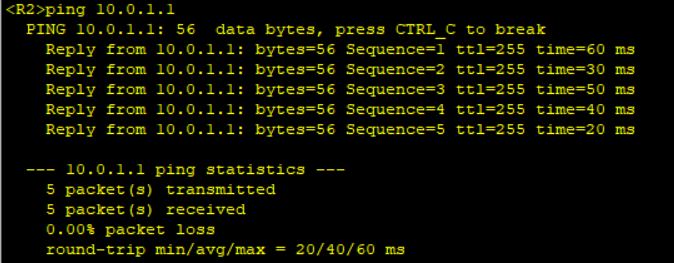 <R2>ping 10.0.1.1
PING 10.0.1.1: 56  data bytes, press CTRL_C to break
Reply from 10.0.1.1: bytes=56 Sequence=1 ttl=255 time=60 ms
Reply from 10.0.1.1: bytes=56 Sequence=2 ttl=255 time=30 ms
Reply from 10.0.1.1: bytes=56 Sequence=3 ttl=255 time=50 ms
Reply from 10.0.1.1: bytes=56 Sequence=4 ttl=255 time=40 ms
Reply from 10.0.1.1: bytes=56 Sequence=5 ttl=255 time=20 ms
--- 10.0.1.1 ping statistics ---
5 packet(s) transmitted
5 packet(s) received
0.00% packet loss
round-trip min/avg/max = 20/40/60 ms